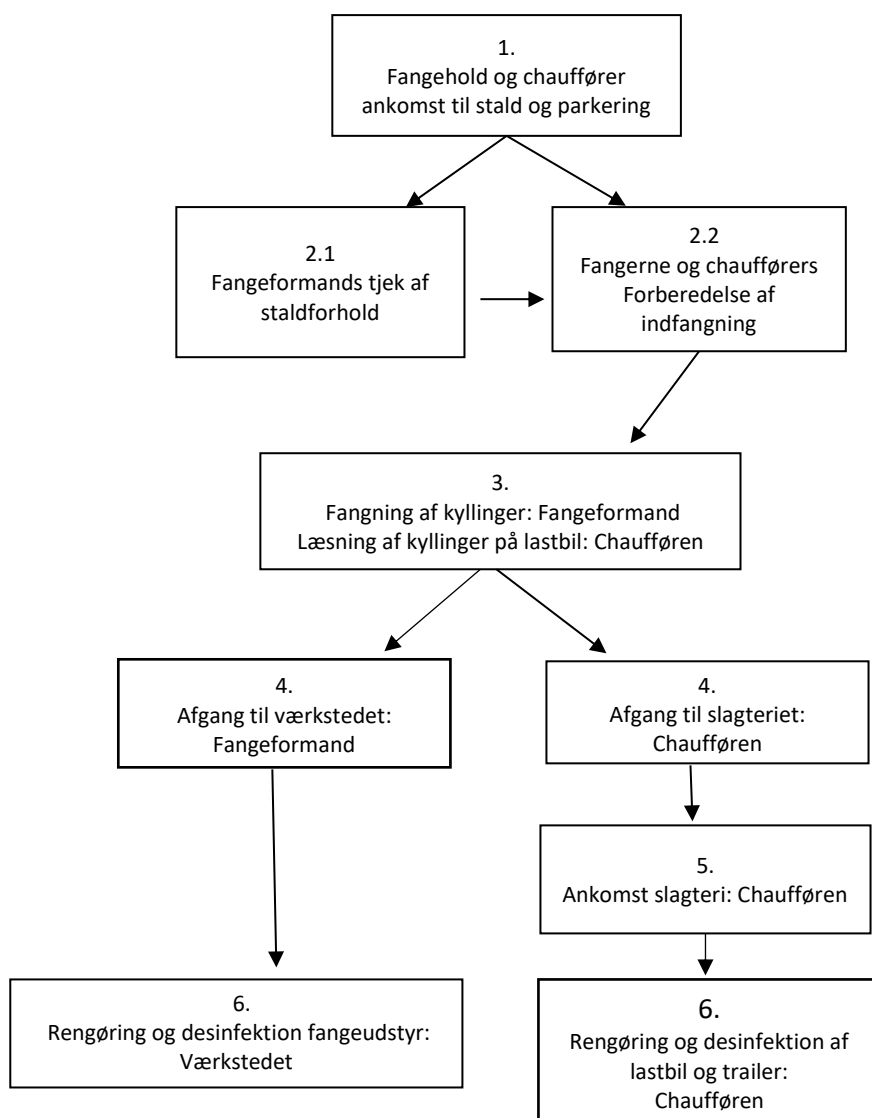 1.
Fangehold og chauffører
ankomst til stald og parkering
2.1
Fangeformands tjek af
staldforhold
2.2
Fangerne og chaufførers
Forberedelse af
indfangning
3.
Fangning af kyllinger: Fangeformand
Læsning af kyllinger på lastbil: Chaufføren
4.
Afgang til værkstedet:
Fangeformand
4.
Afgang til slagteriet:
Chaufføren
5.
Ankomst slagteri: Chaufføren
6.
Rengøring og desinfektion fangeudstyr:
Værkstedet
6.
Rengøring og desinfektion af
lastbil og trailer:
Chaufføren